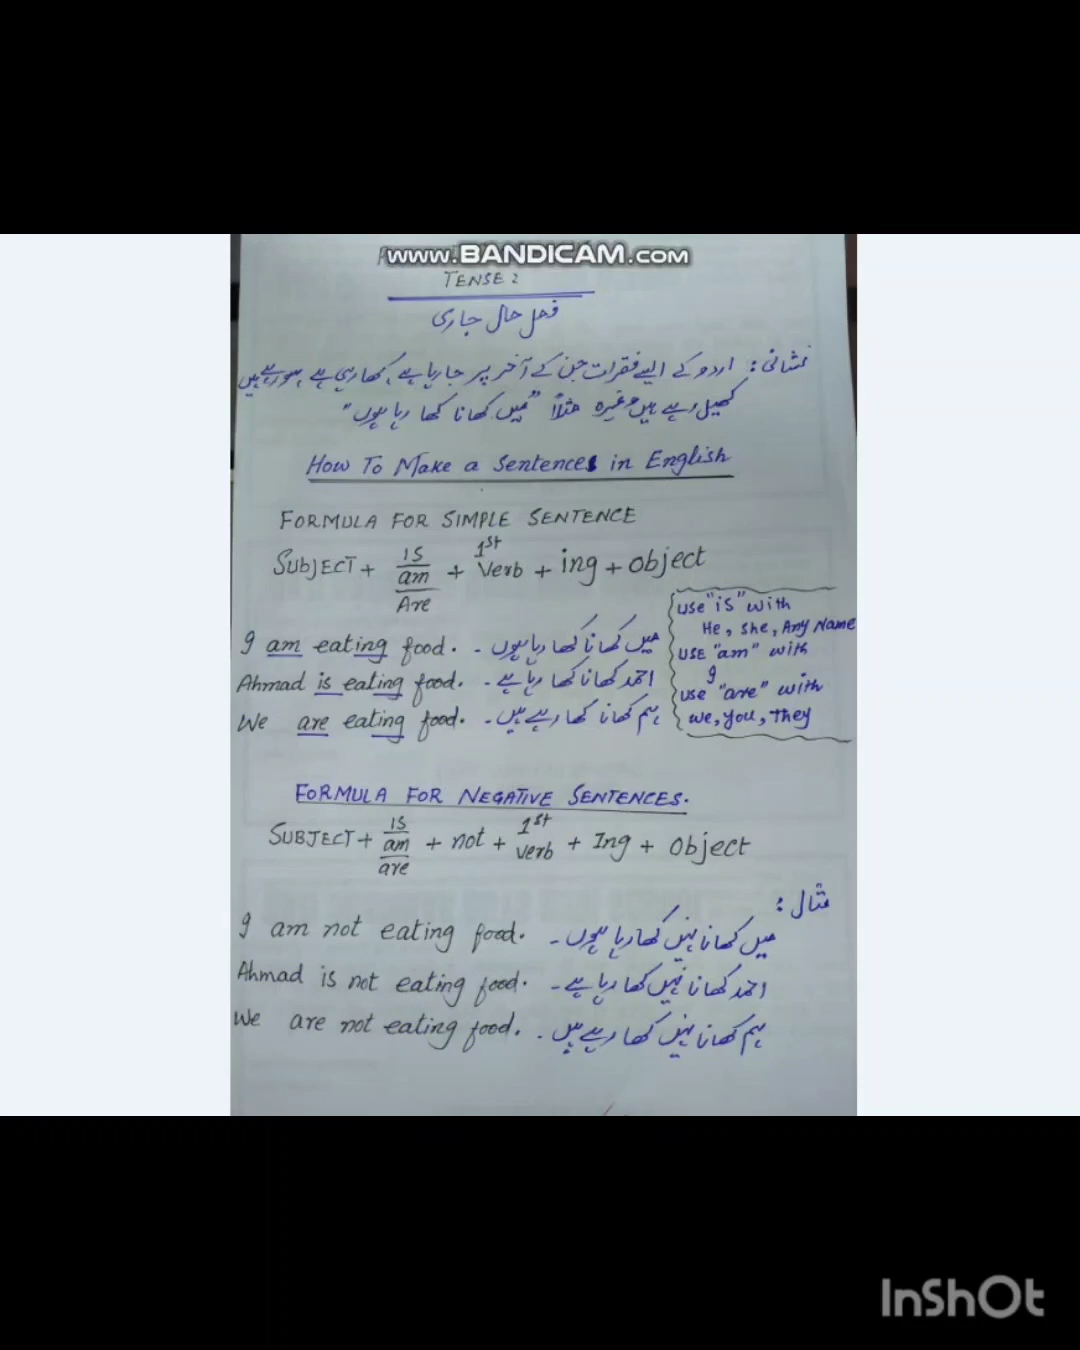 www.BANDICAM.com
TENSE :
فعل حال جاری
نشانی : اردو کے ایسے فقرات جن کے آخر پر جا رہا ہے، کھا رہی ہے، سو رہے ہیں
کھیل رہے ہیں وغیرہ مثلاً "میں کھانا کھا رہا ہوں"
How To Make a Sentences in English
FORMULA FOR SIMPLE SENTENCE
SUBJECT + is/am/Are + 1st Verb + ing + object
I am eating food. - میں کھانا کھا رہا ہوں
Ahmad is eating food. - احمد کھانا کھا رہا ہے
We are eating food. - ہم کھانا کھا رہے ہیں
use "is" with
He, She, Any Name
USE "am" with
I
use "are" with
we, you, They
FORMULA FOR NEGATIVE SENTENCES.
SUBJECT + is/am/are + not + 1st verb + Ing + Object
مثال :
I am not eating food. میں کھانا نہیں کھا رہا ہوں -
Ahmad is not eating food. احمد کھانا نہیں کھا رہا ہے -
We are not eating food. ہم کھانا نہیں کھا رہے ہیں -
InShOt